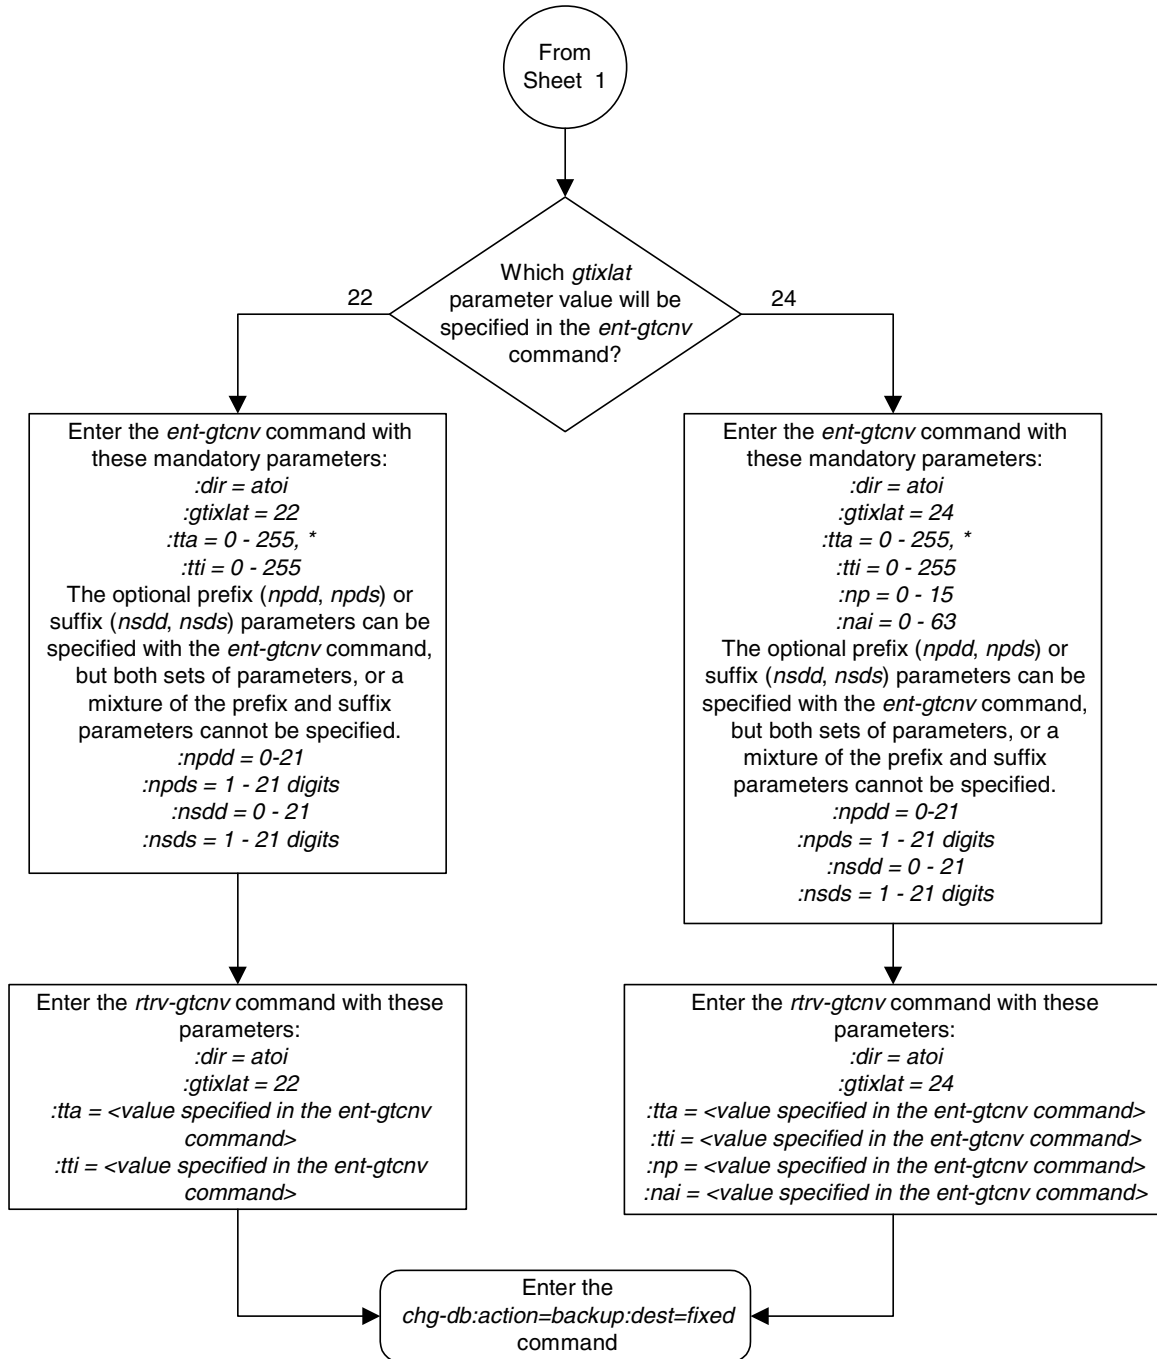 From
Sheet 1
Which gtixlat
parameter value will be
specified in the ent-gtcnv
command?
22
24
Enter the ent-gtcnv command with
these mandatory parameters:
:dir = atoi
:gtixlat = 22
:tta = 0 - 255, *
:tti = 0 - 255
The optional prefix (npdd, npds) or
suffix (nsdd, nsds) parameters can be
specified with the ent-gtcnv command,
but both sets of parameters, or a
mixture of the prefix and suffix
parameters cannot be specified.
:npdd = 0-21
:npds = 1 - 21 digits
:nsdd = 0 - 21
:nsds = 1 - 21 digits
Enter the ent-gtcnv command with
these mandatory parameters:
:dir = atoi
:gtixlat = 24
:tta = 0 - 255, *
:tti = 0 - 255
:np = 0 - 15
:nai = 0 - 63
The optional prefix (npdd, npds) or
suffix (nsdd, nsds) parameters can be
specified with the ent-gtcnv command,
but both sets of parameters, or a
mixture of the prefix and suffix
parameters cannot be specified.
:npdd = 0-21
:npds = 1 - 21 digits
:nsdd = 0 - 21
:nsds = 1 - 21 digits
Enter the rtrv-gtcnv command with these
parameters:
:dir = atoi
:gtixlat = 22
:tta = <value specified in the ent-gtcnv
command>
:tti = <value specified in the ent-gtcnv
command>
Enter the rtrv-gtcnv command with these
parameters:
:dir = atoi
:gtixlat = 24
:tta = <value specified in the ent-gtcnv command>
:tti = <value specified in the ent-gtcnv command>
:np = <value specified in the ent-gtcnv command>
:nai = <value specified in the ent-gtcnv command>
Enter the
chg-db:action=backup:dest=fixed
command